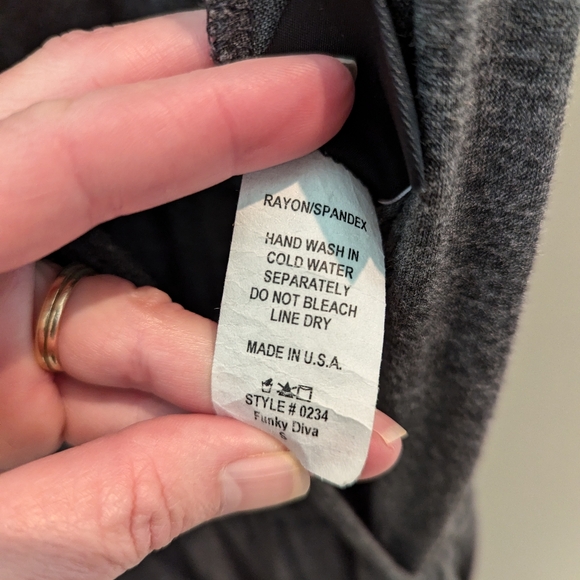 RAYON/SPANDEX
HAND WASH IN
COLD WATER
SEPARATELY
DO NOT BLEACH
LINE DRY
MADE IN U.S.A.
STYLE # 0234
Funky Diva
S